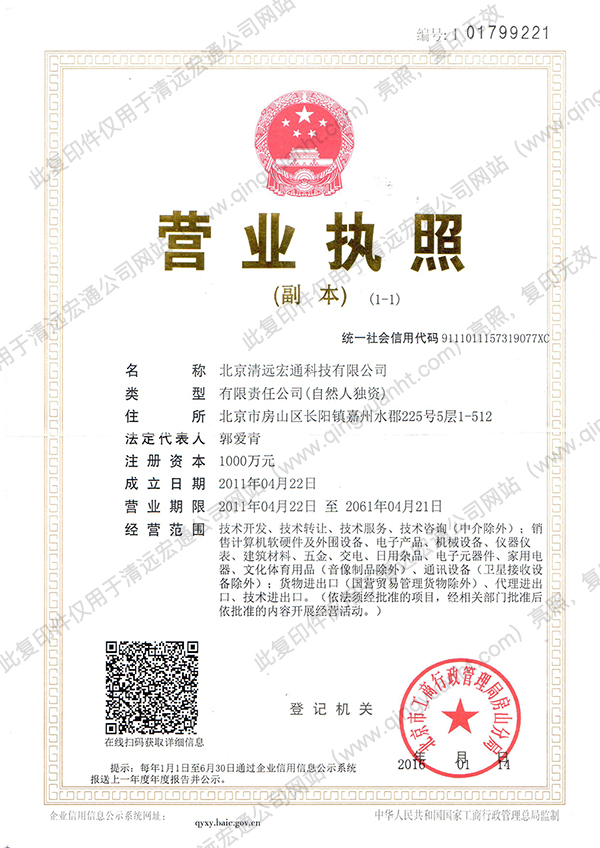 编号:1 01799221
营业执照
(副 本) (1-1)
统一社会信用代码 9111011157319077XC
名 称 北京清远宏通科技有限公司
类 型 有限责任公司(自然人独资)
住 所 北京市房山区长阳镇嘉州水郡225号5层1-512
法定代表人 郭爱青
注册资本 1000万元
成立日期 2011年04月22日
营业期限 2011年04月22日 至 2061年04月21日
经营范围 技术开发、技术转让、技术服务、技术咨询（中介除外）；销
售计算机软硬件及外围设备、电子产品、机械设备、仪器仪
表、建筑材料、五金、交电、日用杂品、电子元器件、家用电
器、文化体育用品（音像制品除外）、通讯设备（卫星接收设
备除外）；货物进出口（国营贸易管理货物除外）、代理进出
口、技术进出口。（依法须经批准的项目，经相关部门批准后
依批准的内容开展经营活动。）
在线扫码获取详细信息
登记机关
北京市工商行政管理局房山分局
年 月 日
2016 01 14
提示：每年1月1日至6月30日通过企业信用信息公示系统
报送上一年度年度报告并公示。
企业信用信息公示系统网址： qyxy.baic.gov.cn 中华人民共和国国家工商行政管理总局监制
此复印件仅用于清远宏通公司网站（www.qingyuanht.com）亮照，复印无效